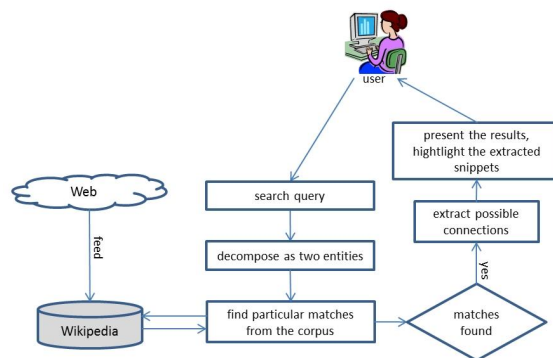 user
present the results,
hightlight the extracted
snippets
Web
search query
extract possible
connections
feed
decompose as two entities
yes
Wikipedia
find particular matches
from the corpus
matches
found